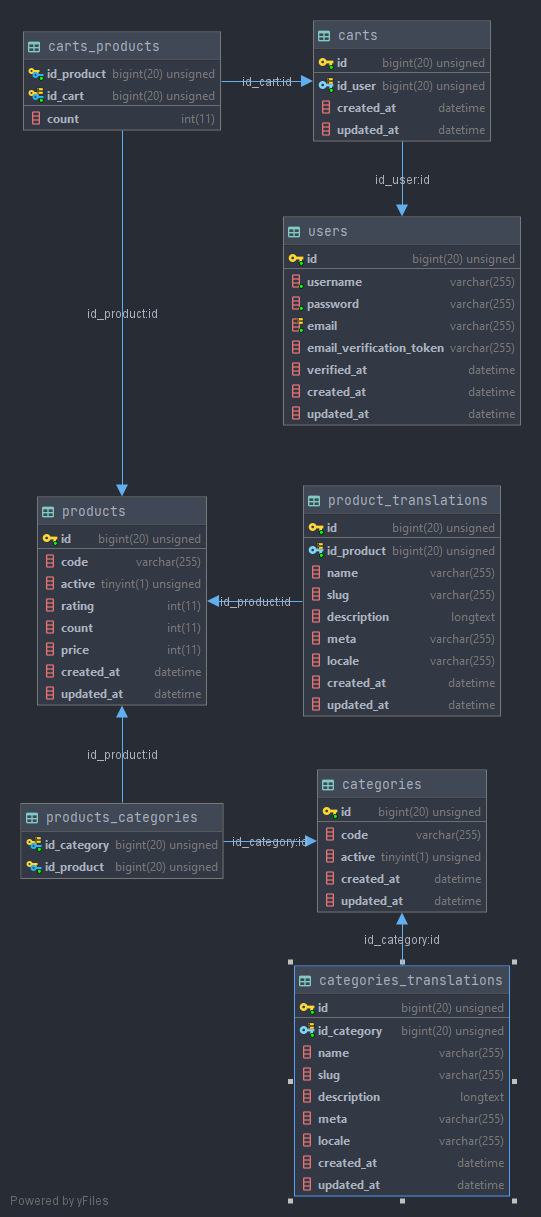 carts_products
id_product bigint(20) unsigned
id_cart bigint(20) unsigned
count int(11)
id_cart:id
carts
id bigint(20) unsigned
id_user bigint(20) unsigned
created_at datetime
updated_at datetime
id_user:id
users
id bigint(20) unsigned
username varchar(255)
password varchar(255)
email varchar(255)
email_verification_token varchar(255)
verified_at datetime
created_at datetime
updated_at datetime
id_product:id
products
id bigint(20) unsigned
code varchar(255)
active tinyint(1) unsigned
rating int(11)
count int(11)
price int(11)
created_at datetime
updated_at datetime
id_product:id
product_translations
id bigint(20) unsigned
id_product bigint(20) unsigned
name varchar(255)
slug varchar(255)
description longtext
meta varchar(255)
locale varchar(255)
created_at datetime
updated_at datetime
id_product:id
products_categories
id_category bigint(20) unsigned
id_product bigint(20) unsigned
id_category:id
categories
id bigint(20) unsigned
code varchar(255)
active tinyint(1) unsigned
created_at datetime
updated_at datetime
id_category:id
categories_translations
id bigint(20) unsigned
id_category bigint(20) unsigned
name varchar(255)
slug varchar(255)
description longtext
meta varchar(255)
locale varchar(255)
created_at datetime
updated_at datetime
Powered by yFiles